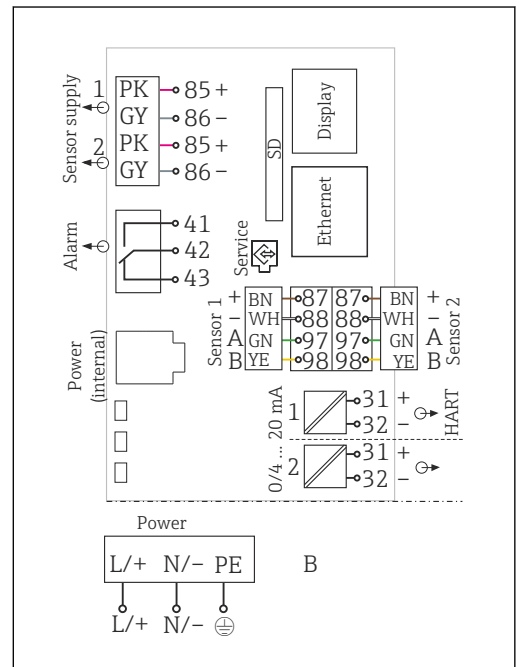 Sensor supply
1 PK 85 +
GY 86 –
2 PK 85 +
GY 86 –
SD
Display
Ethernet
Alarm
41
42
43
Service
Sensor 1
+ BN 87 87 BN +
– WH 88 88 WH –
A GN 97 97 GN A
B YE 98 98 YE B
Sensor 2
Power
(internal)
0/4 ... 20 mA
1 31 +
32 –
HART
2 31 +
32 –
Power
L/+ N/– PE
B
L/+ N/–